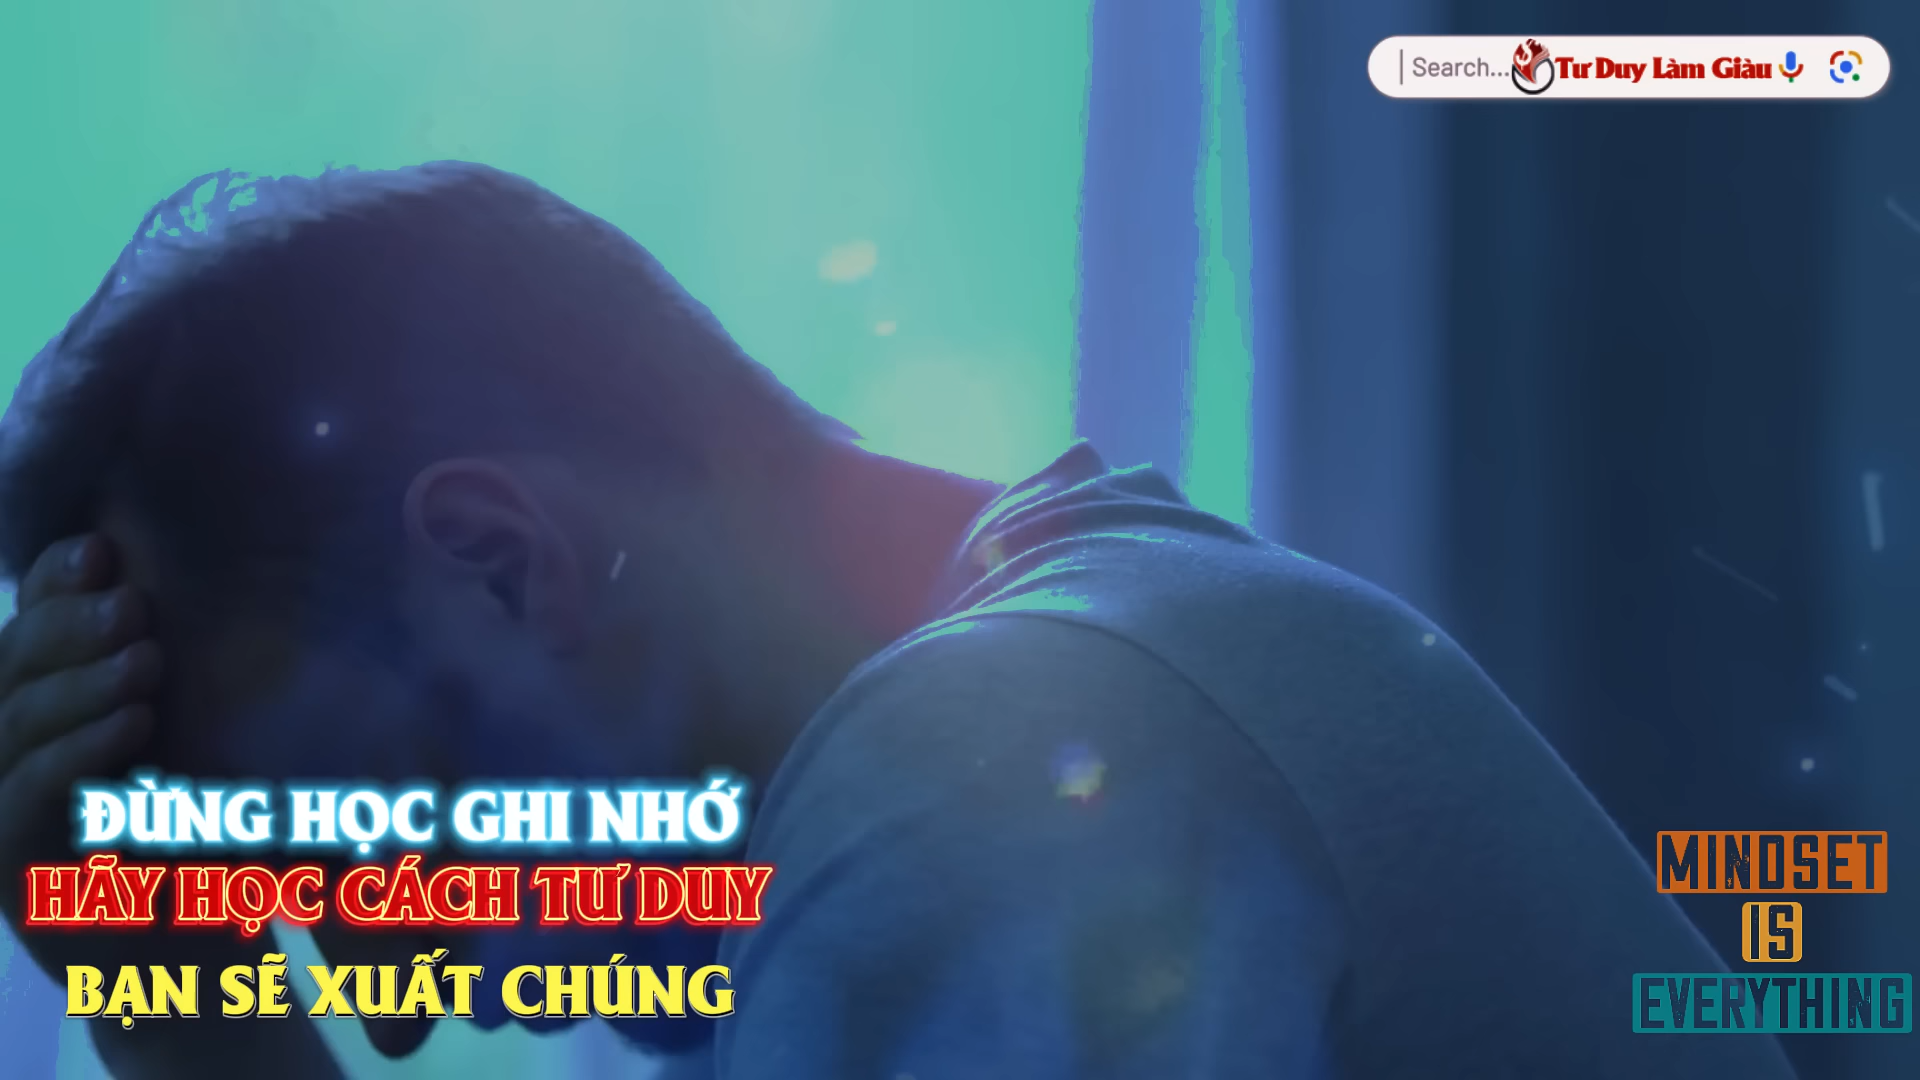 Search... Tư Duy Làm Giàu
ĐỪNG HỌC GHI NHỚ
HÃY HỌC CÁCH TƯ DUY
BẠN SẼ XUẤT CHÚNG
MINDSET
IS
EVERYTHING